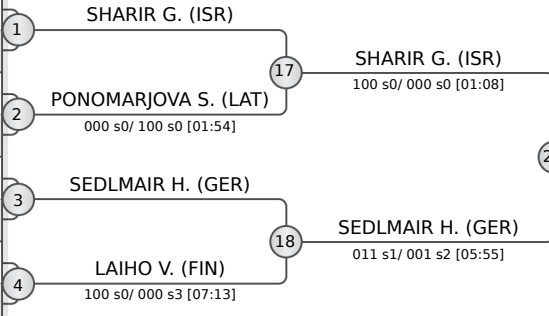 SHARIR G. (ISR)
1
17
SHARIR G. (ISR)
100 s0/ 000 s0 [01:08]
2
PONOMARJOVA S. (LAT)
000 s0/ 100 s0 [01:54]
2
SEDLMAIR H. (GER)
3
18
SEDLMAIR H. (GER)
011 s1/ 001 s2 [05:55]
4
LAIHO V. (FIN)
100 s0/ 000 s3 [07:13]